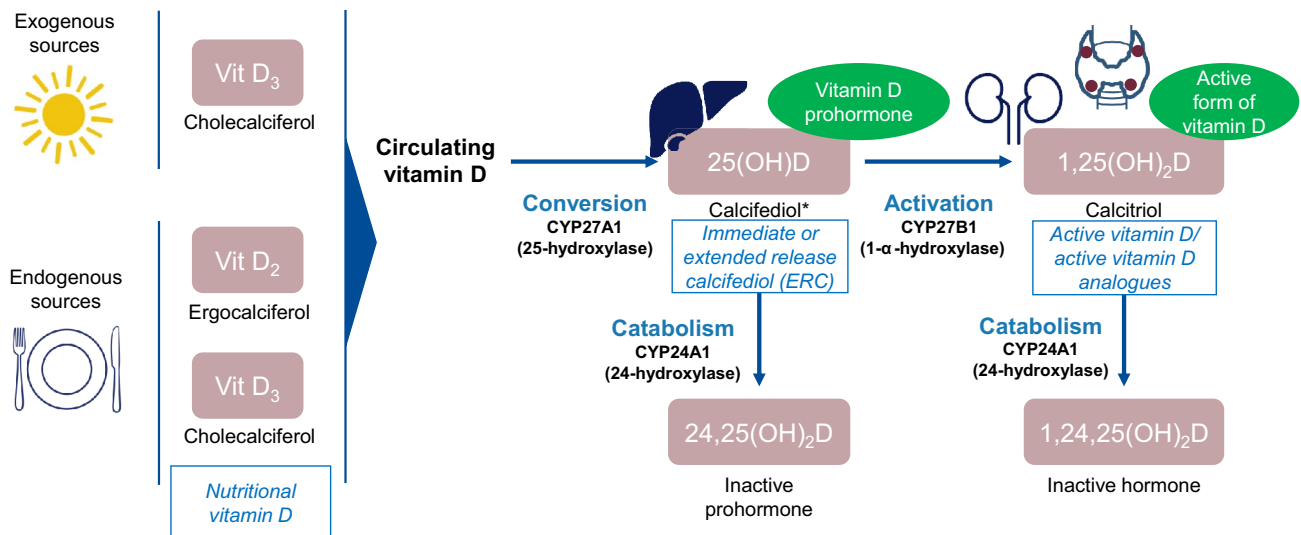 Exogenous
sources
Vit D₃
Cholecalciferol
Endogenous
sources
Vit D₂
Ergocalciferol
Vit D₃
Cholecalciferol
Nutritional
vitamin D
Circulating
vitamin D
Conversion
CYP27A1
(25-hydroxylase)
Vitamin D
prohormone
25(OH)D
Calcifediol*
Immediate or
extended release
calcifediol (ERC)
Catabolism
CYP24A1
(24-hydroxylase)
24,25(OH)₂D
Inactive
prohormone
Activation
CYP27B1
(1-α-hydroxylase)
Active
form of
vitamin D
1,25(OH)₂D
Calcitriol
Active vitamin D/
active vitamin D
analogues
Catabolism
CYP24A1
(24-hydroxylase)
1,24,25(OH)₂D
Inactive hormone